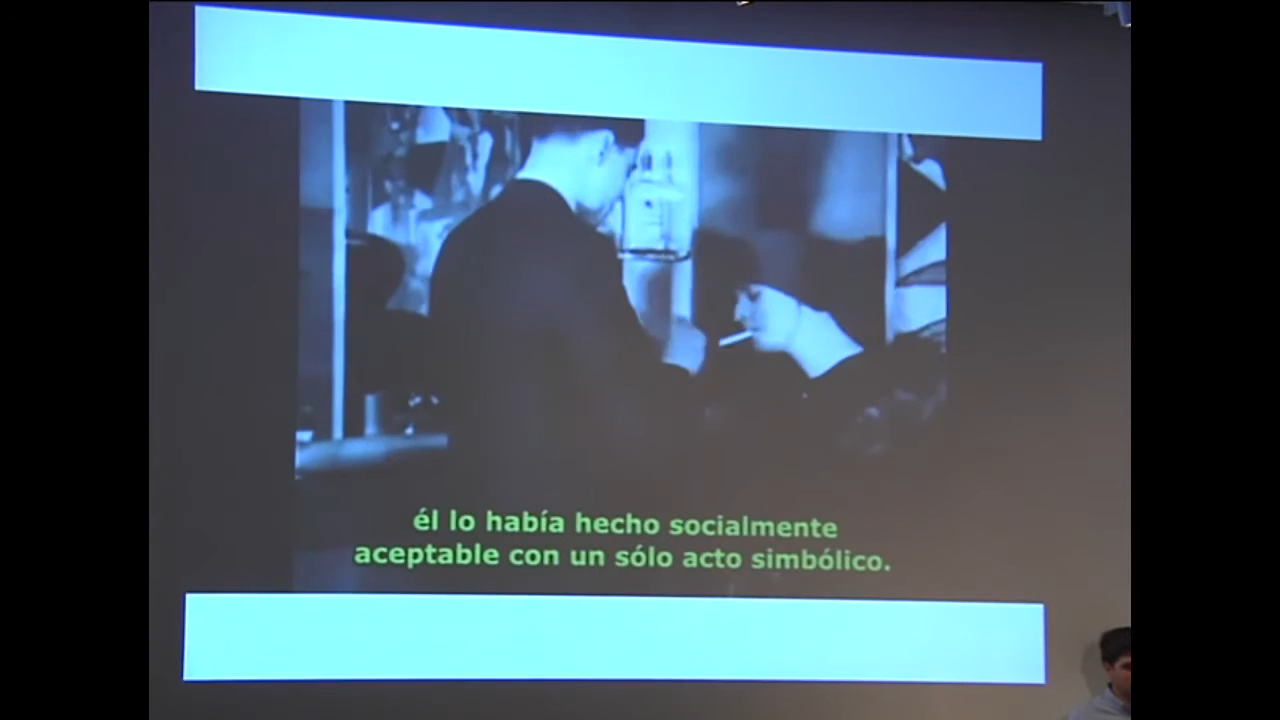 él lo había hecho socialmente
aceptable con un sólo acto simbólico.